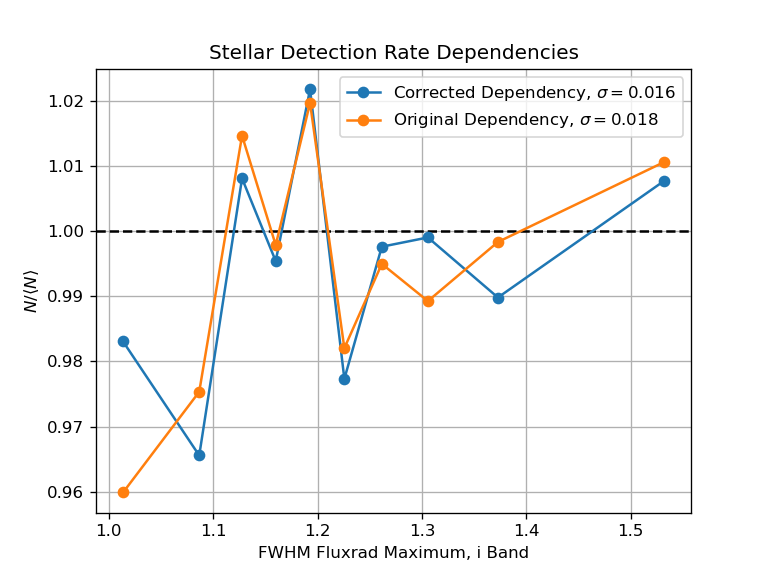 Stellar Detection Rate Dependencies
Corrected Dependency, σ = 0.016
Original Dependency, σ = 0.018
N/⟨N⟩
1.02
1.01
1.00
0.99
0.98
0.97
0.96
1.0 1.1 1.2 1.3 1.4 1.5
FWHM Fluxrad Maximum, i Band